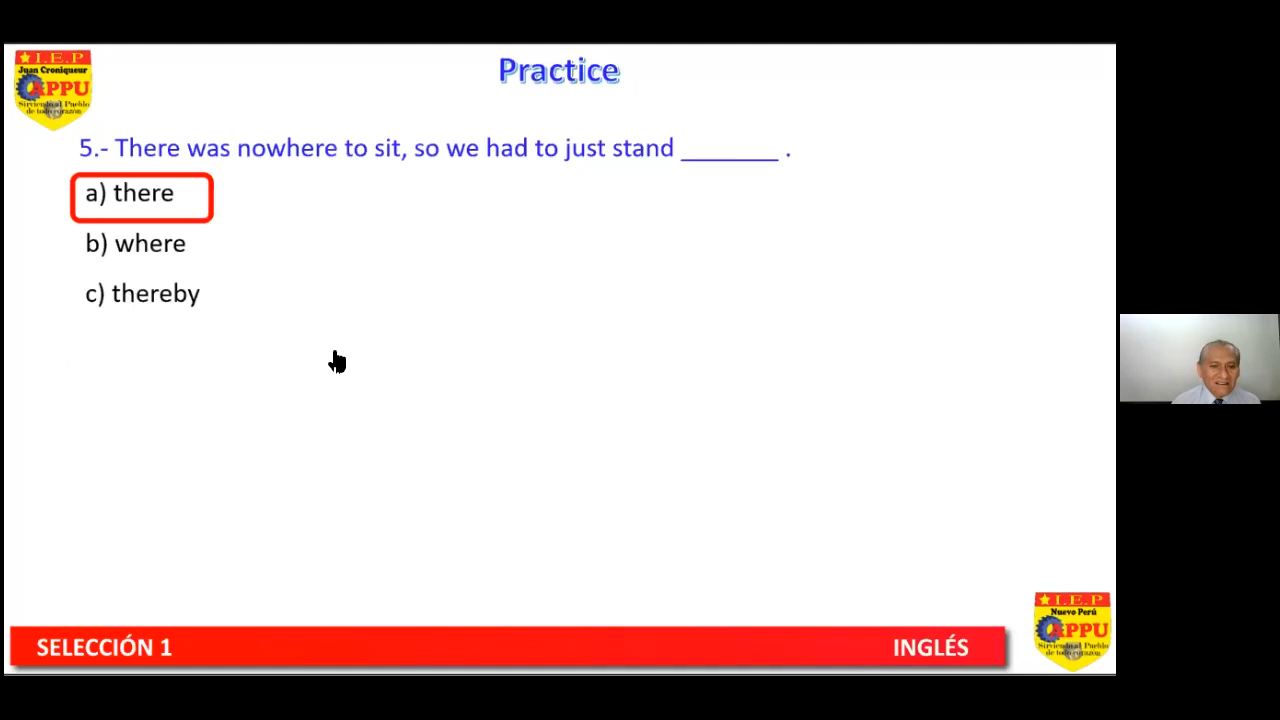 I.E.P
Juan Croniqueur
APPU
Sirviendo al Pueblo
de todo corazón
Practice
5.- There was nowhere to sit, so we had to just stand _______ .
a) there
b) where
c) thereby
I.E.P
Nuevo Perú
APPU
Sirviendo al Pueblo
de todo corazón
SELECCIÓN 1
INGLÉS